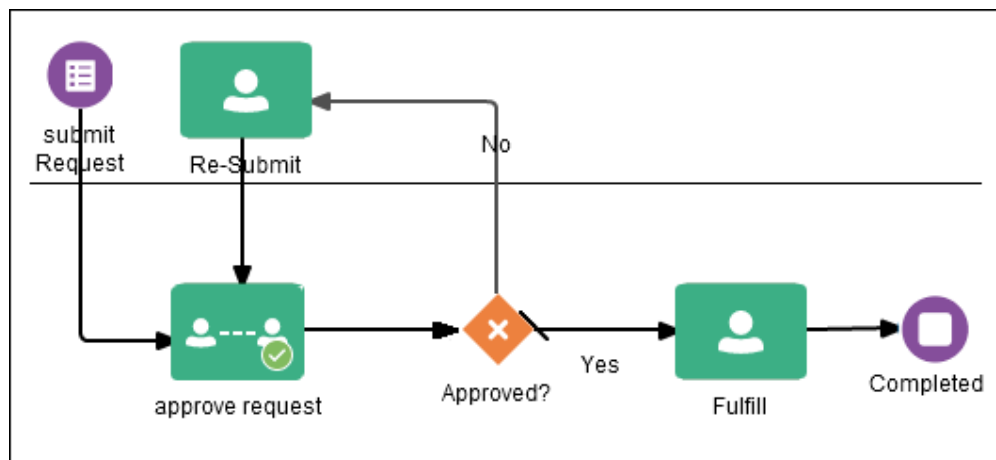 submit
Request
Re-Submit
No
approve request
Approved?
Yes
Fulfill
Completed